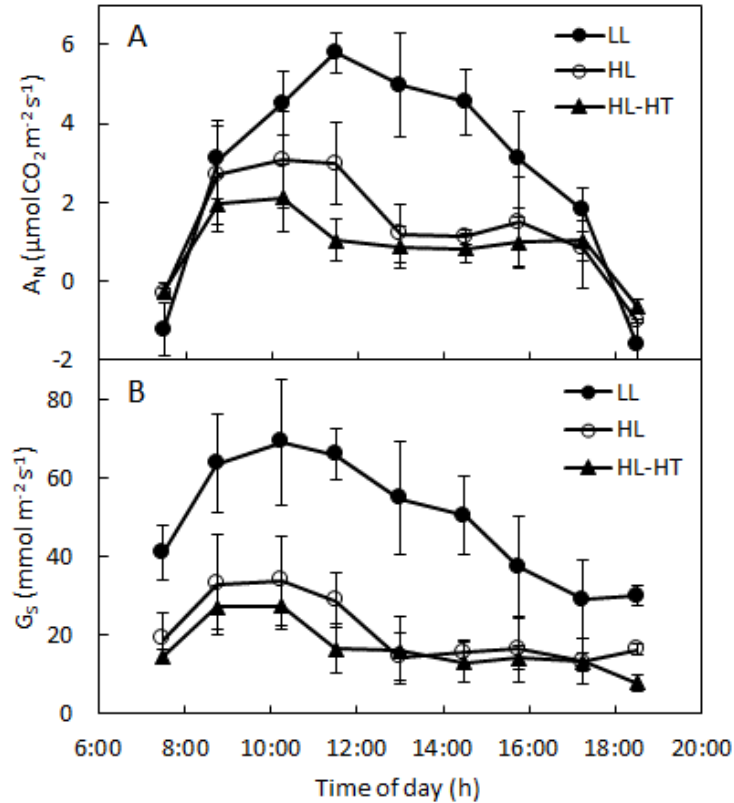 A
LL
HL
HL-HT
6
4
2
0
-2
A_N (μmol CO₂ m⁻² s⁻¹)
B
LL
HL
HL-HT
80
60
40
20
0
G_S (mmol m⁻² s⁻¹)
6:00 8:00 10:00 12:00 14:00 16:00 18:00 20:00
Time of day (h)